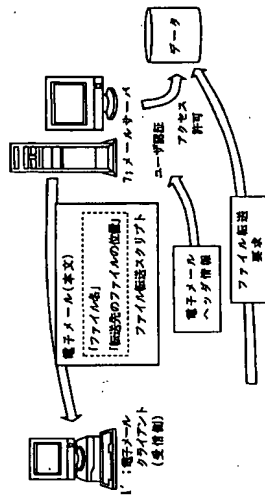 7；メールサーバ
データ
ユーザ認証
アクセス
許可
電子メール(本文)
「ファイル名」
「転送先のファイルの位置」
ファイル転送スクリプト
電子メール
ヘッダ情報
ファイル転送
要求
1'；電子メール
クライアント
(受信側)